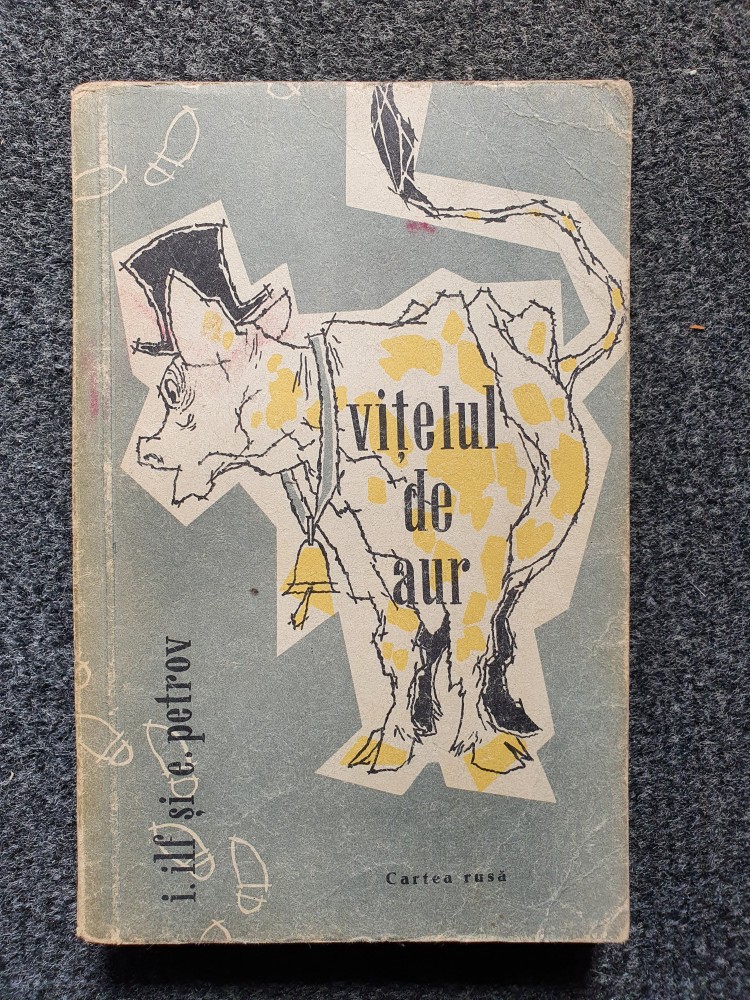 vițelul
de
aur
i. ilf și e. petrov
Cartea rusă